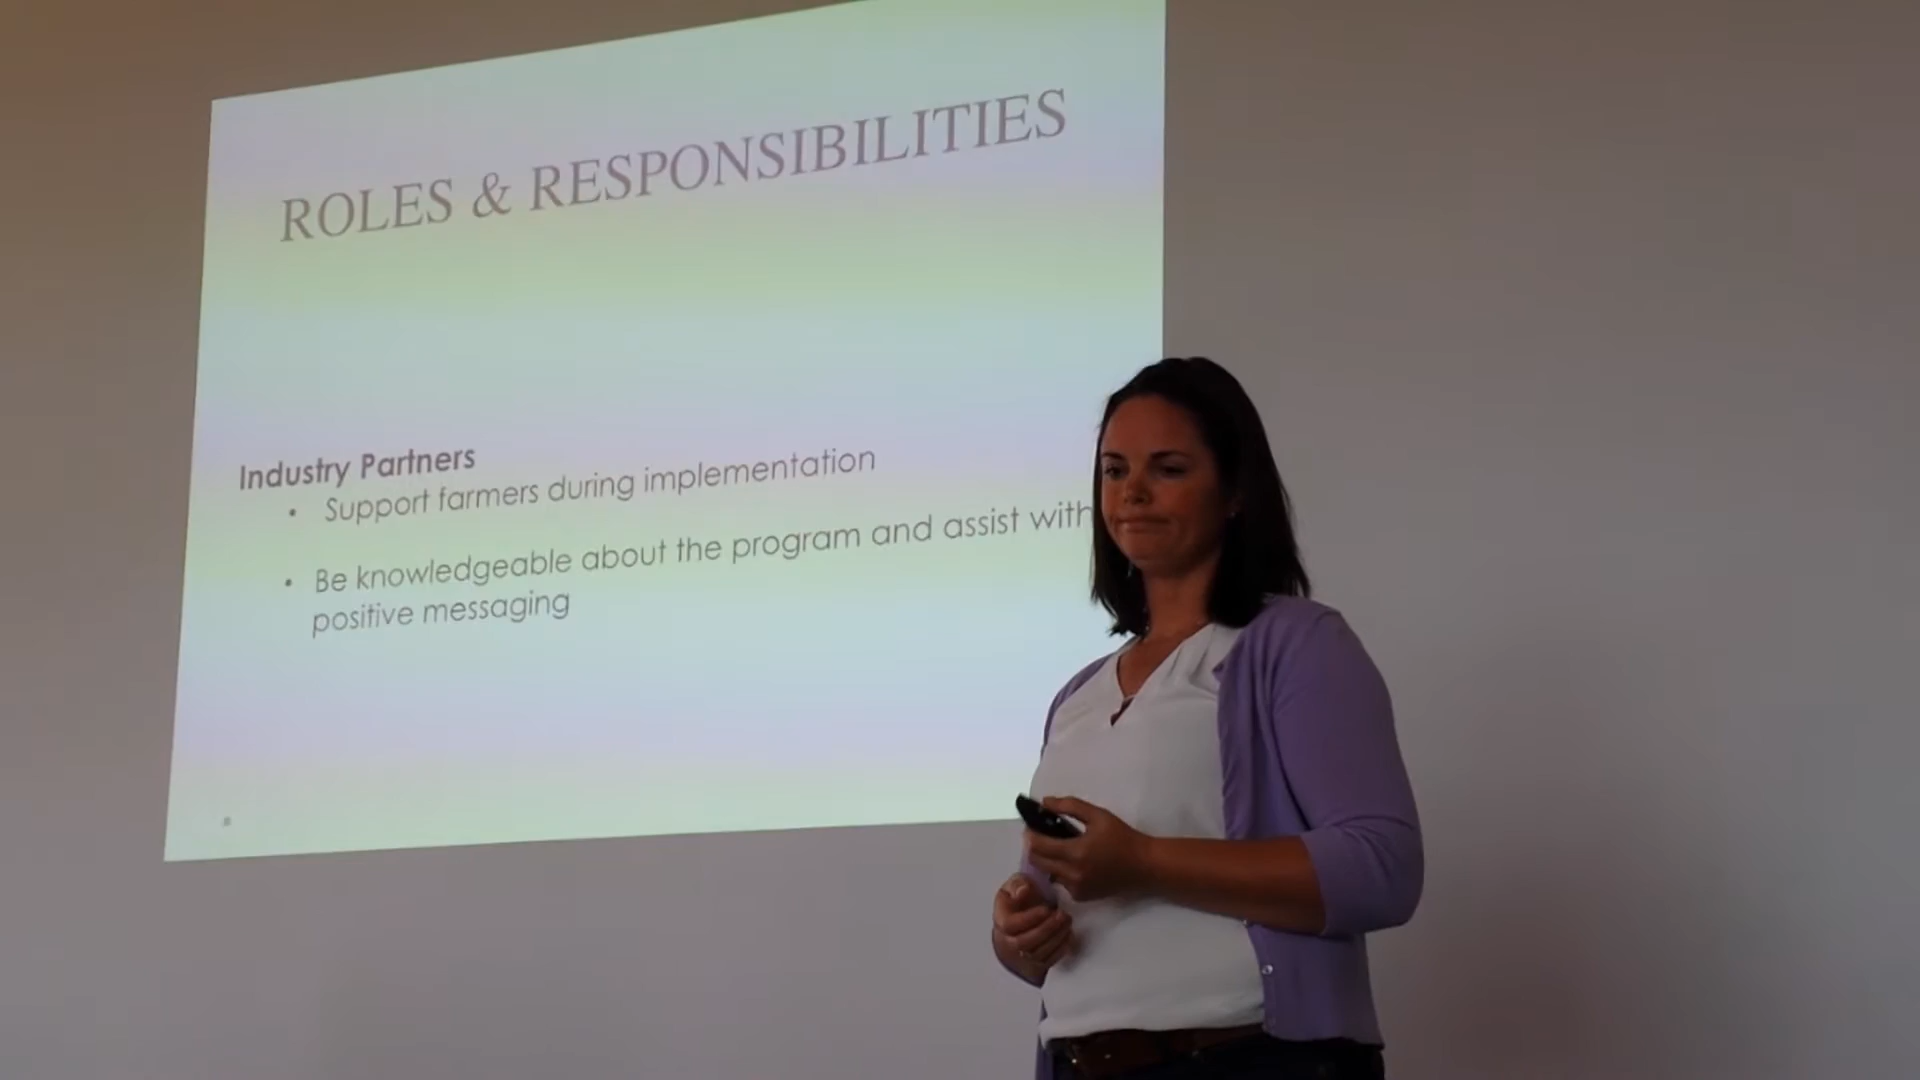 ROLES & RESPONSIBILITIES
Industry Partners
• Support farmers during implementation
• Be knowledgeable about the program and assist with
positive messaging